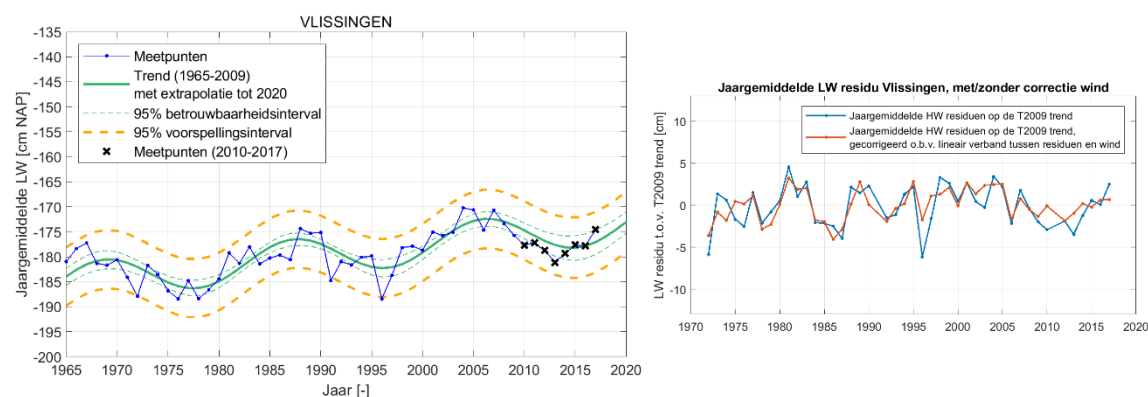 VLISSINGEN
Jaargemiddelde LW [cm NAP]
-135
-140
-145
-150
-155
-160
-165
-170
-175
-180
-185
-190
-195
-200
Meetpunten
Trend (1965-2009)
met extrapolatie tot 2020
95% betrouwbaarheidsinterval
95% voorspellingsinterval
Meetpunten (2010-2017)
1965 1970 1975 1980 1985 1990 1995 2000 2005 2010 2015 2020
Jaar [-]
Jaargemiddelde LW residu Vlissingen, met/zonder correctie wind
LW residu t.o.v. T2009 trend [cm]
10
5
0
-5
-10
Jaargemiddelde HW residuen op de T2009 trend
Jaargemiddelde HW residuen op de T2009 trend,
gecorrigeerd o.b.v. lineair verband tussen residuen en wind
1970 1975 1980 1985 1990 1995 2000 2005 2010 2015 2020